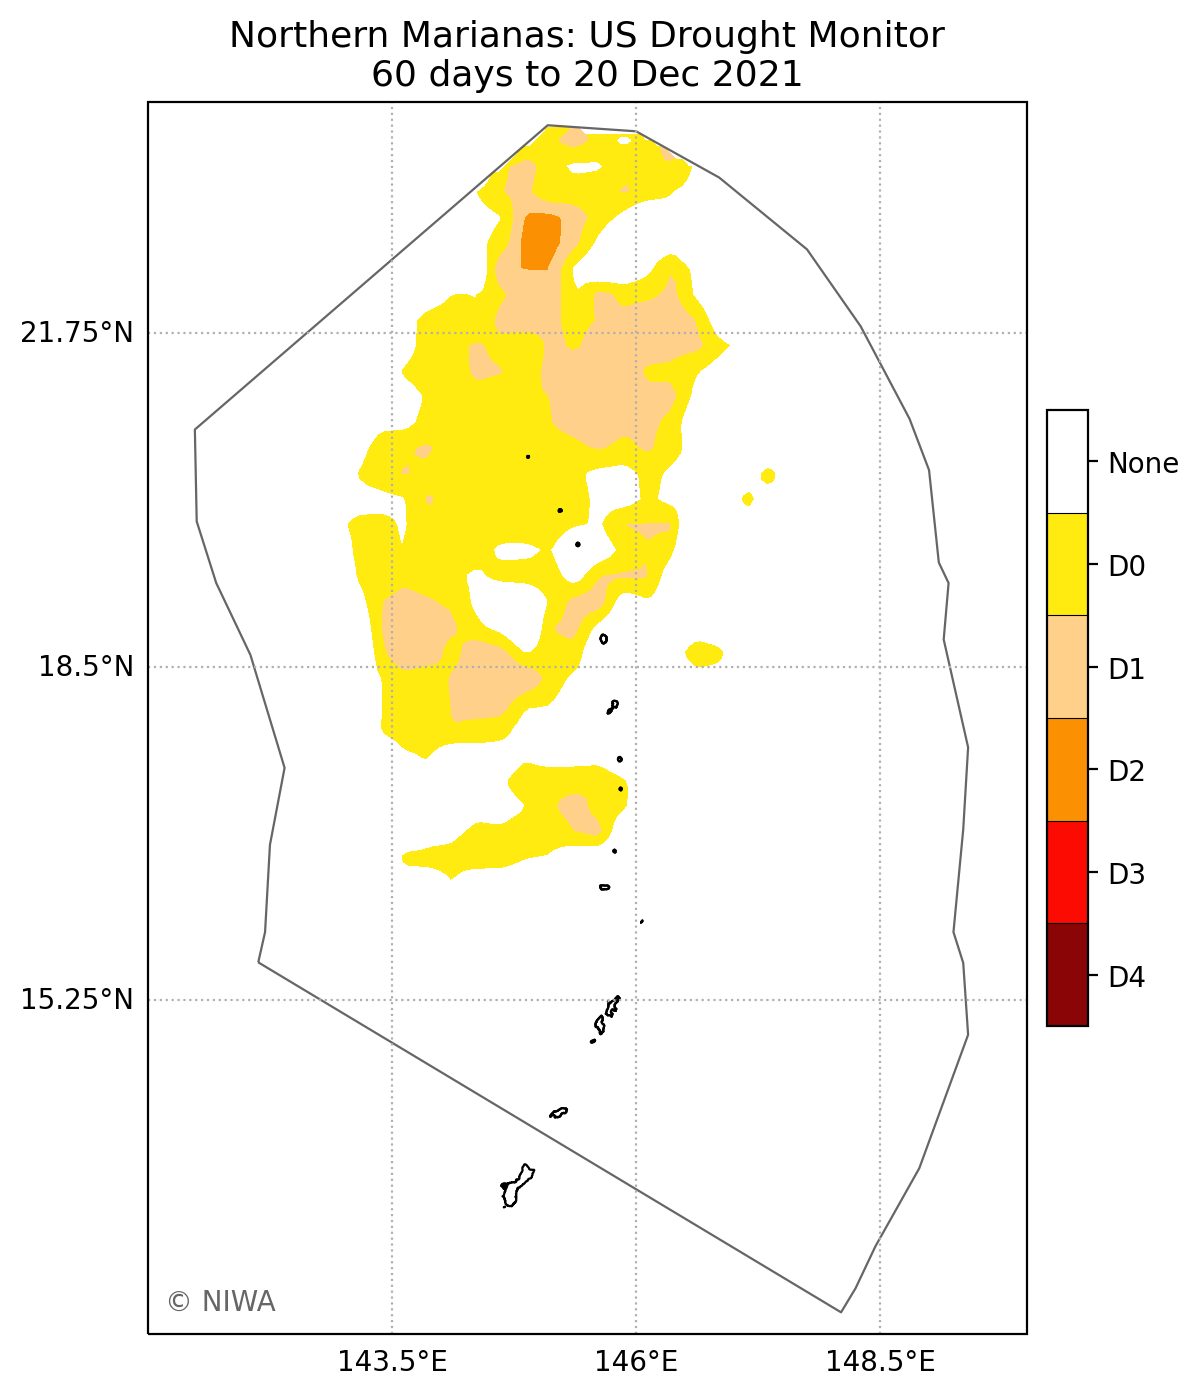 Northern Marianas: US Drought Monitor
60 days to 20 Dec 2021
21.75°N
18.5°N
15.25°N
143.5°E
146°E
148.5°E
None
D0
D1
D2
D3
D4
© NIWA